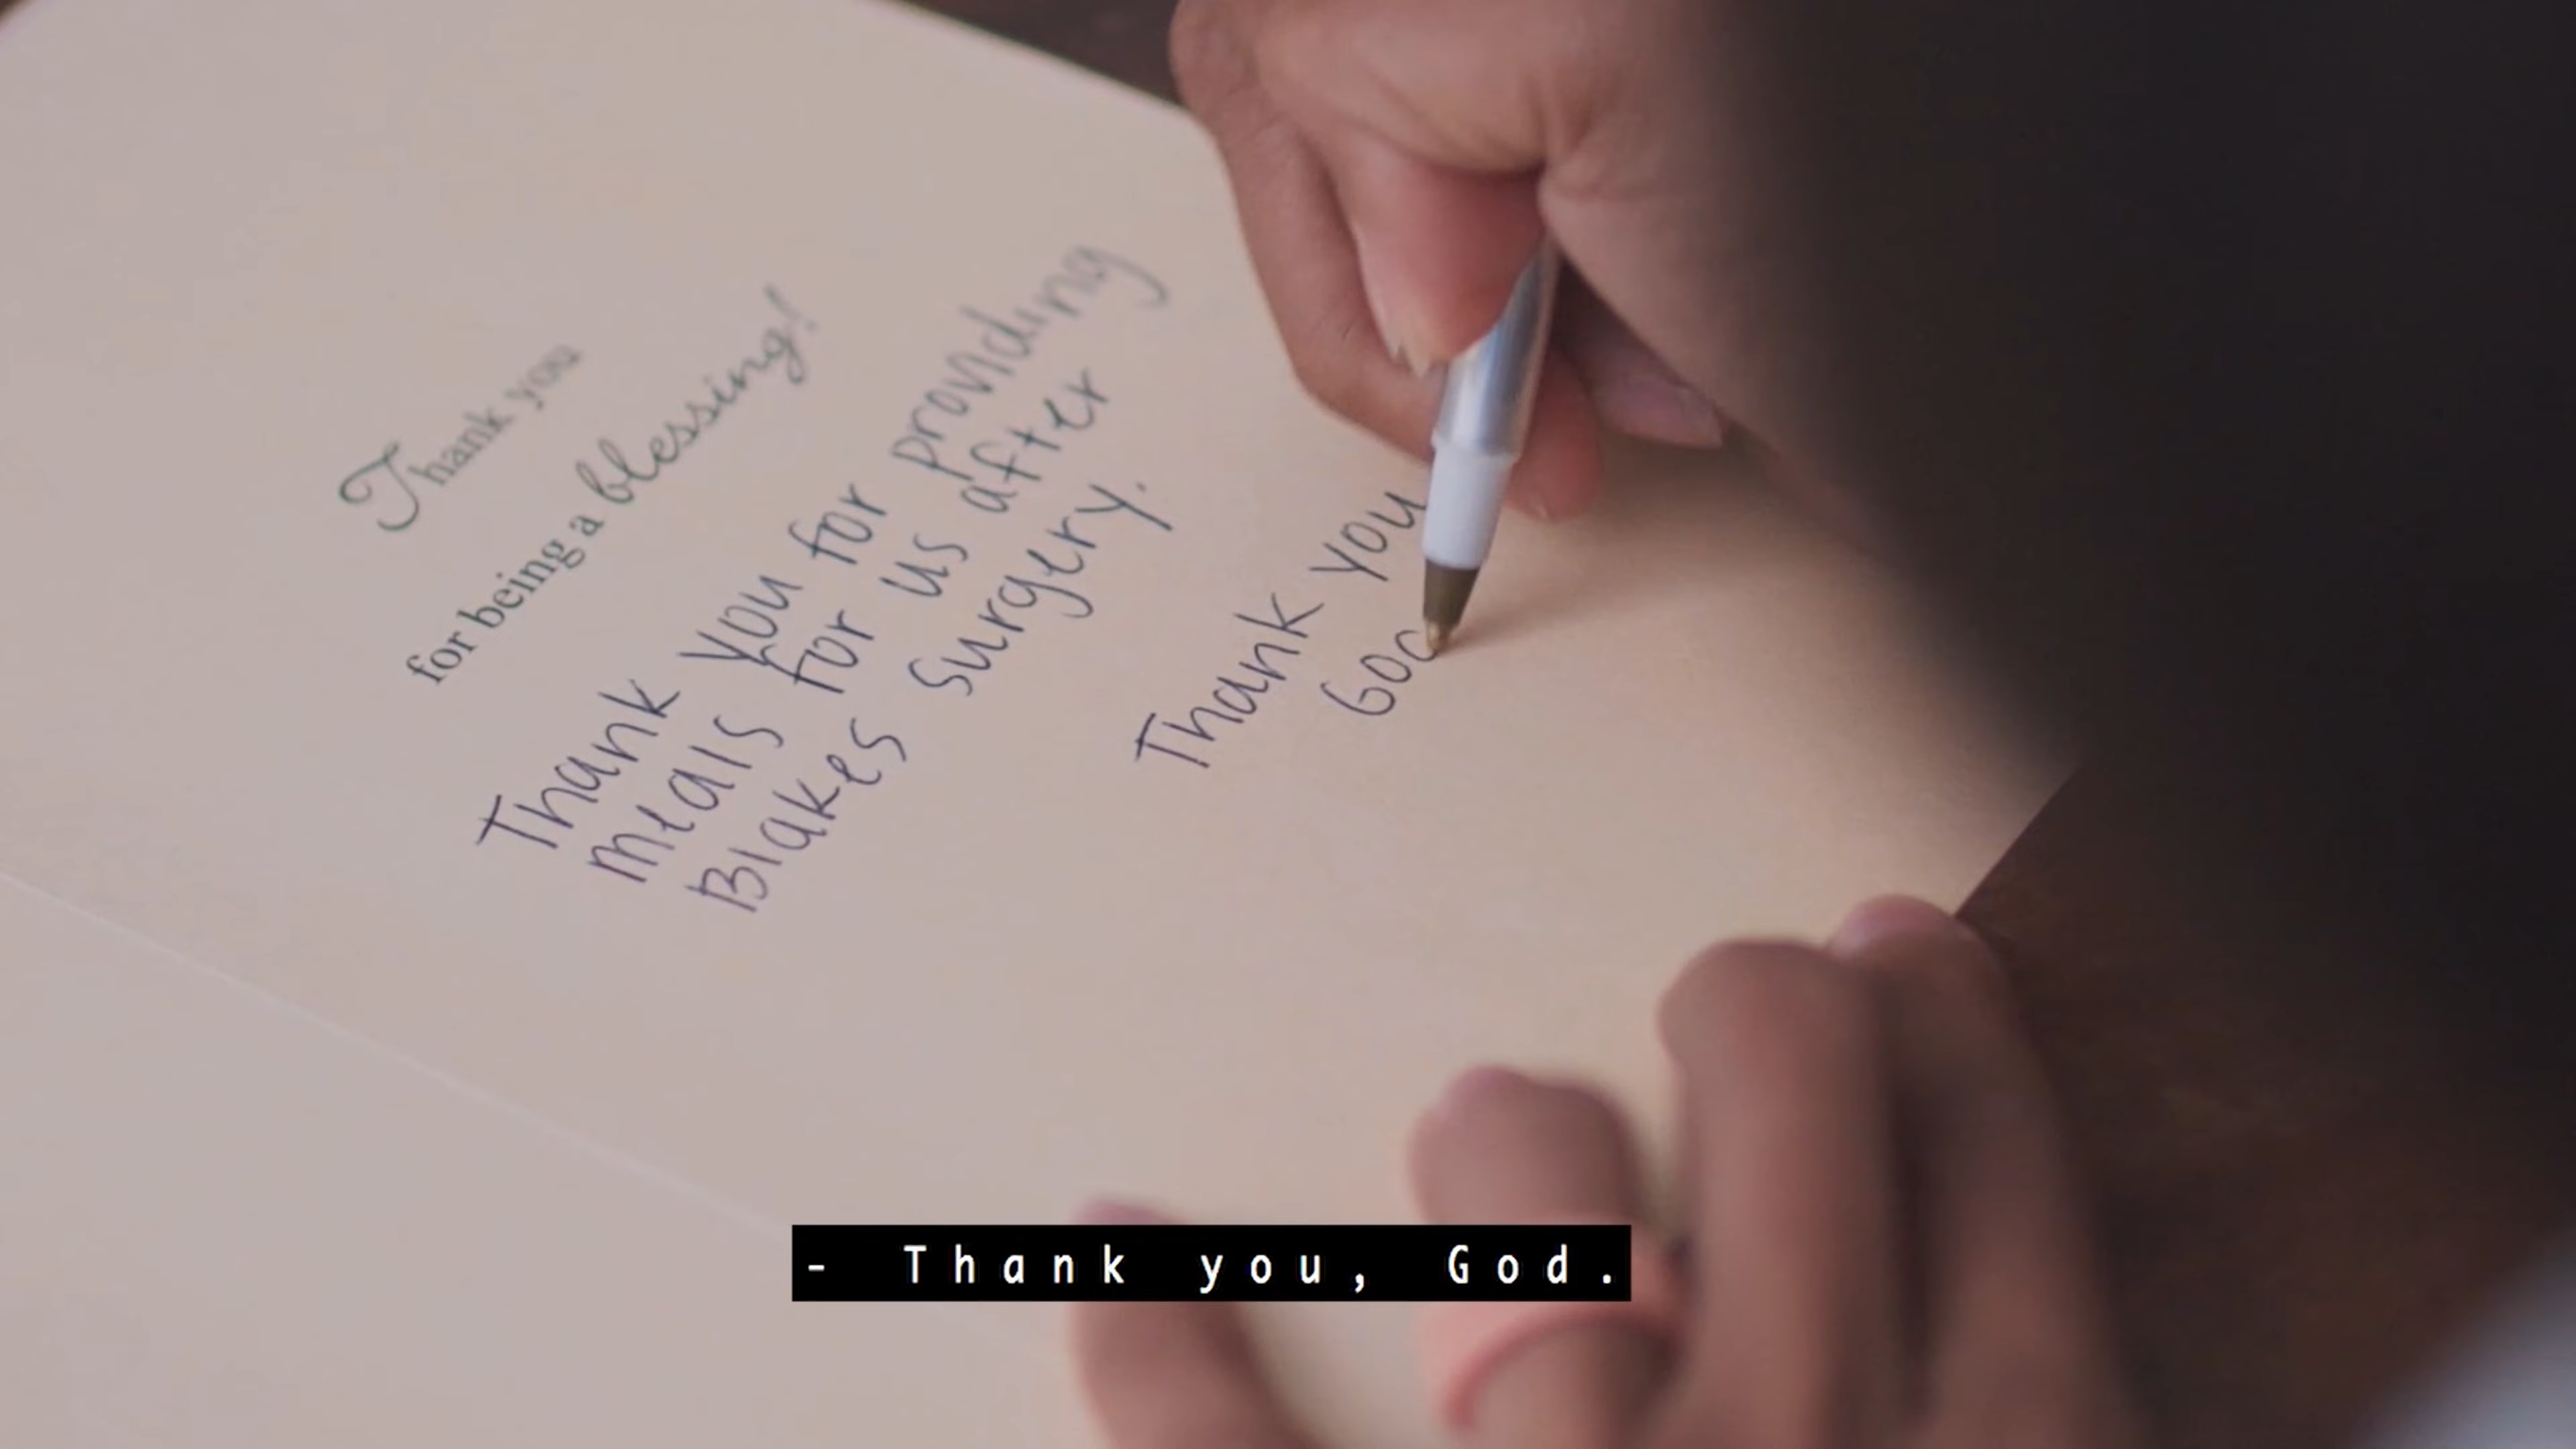 Thank you
for being a blessing!
Thank you for providing
meals for us after
Blakes surgery.
Thank you
God
- Thank you, God.